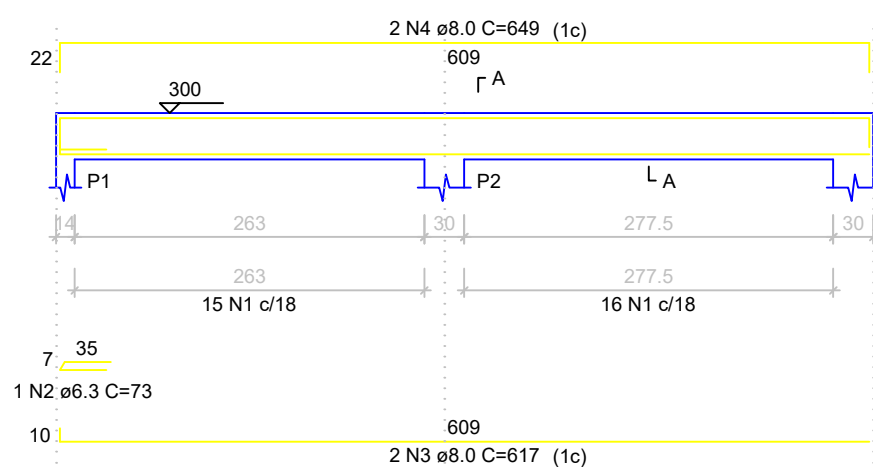 2 N4 ø8.0 C=649 (1c)
22
609
A
300
P1
P2
A
14
263
30
277.5
30
263
277.5
15 N1 c/18
16 N1 c/18
7
35
1 N2 ø6.3 C=73
10
609
2 N3 ø8.0 C=617 (1c)